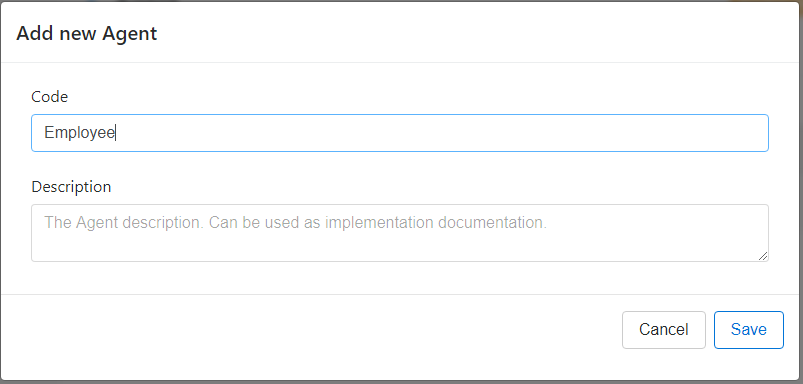 Add new Agent
Code
Employee
Description
The Agent description. Can be used as implementation documentation.
Cancel Save